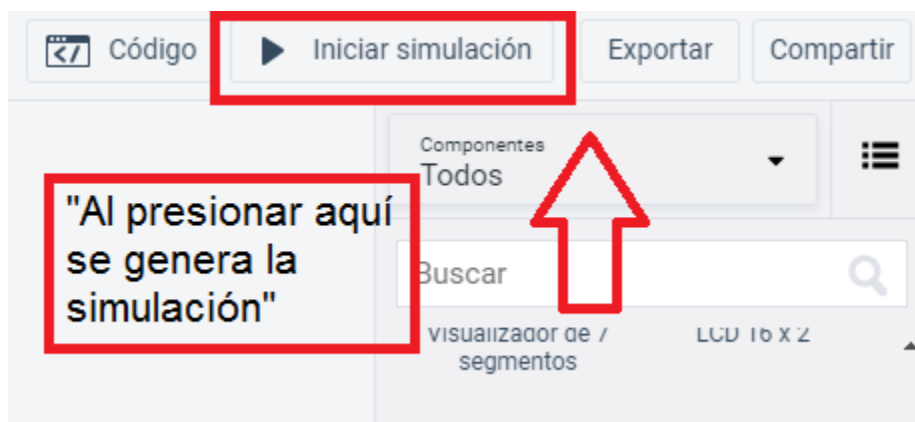 Código
Iniciar simulación
Exportar
Compartir
Componentes
Todos
"Al presionar aquí
se genera la
simulación"
Buscar
Visualizador de 7
segmentos
LCD 16 x 2